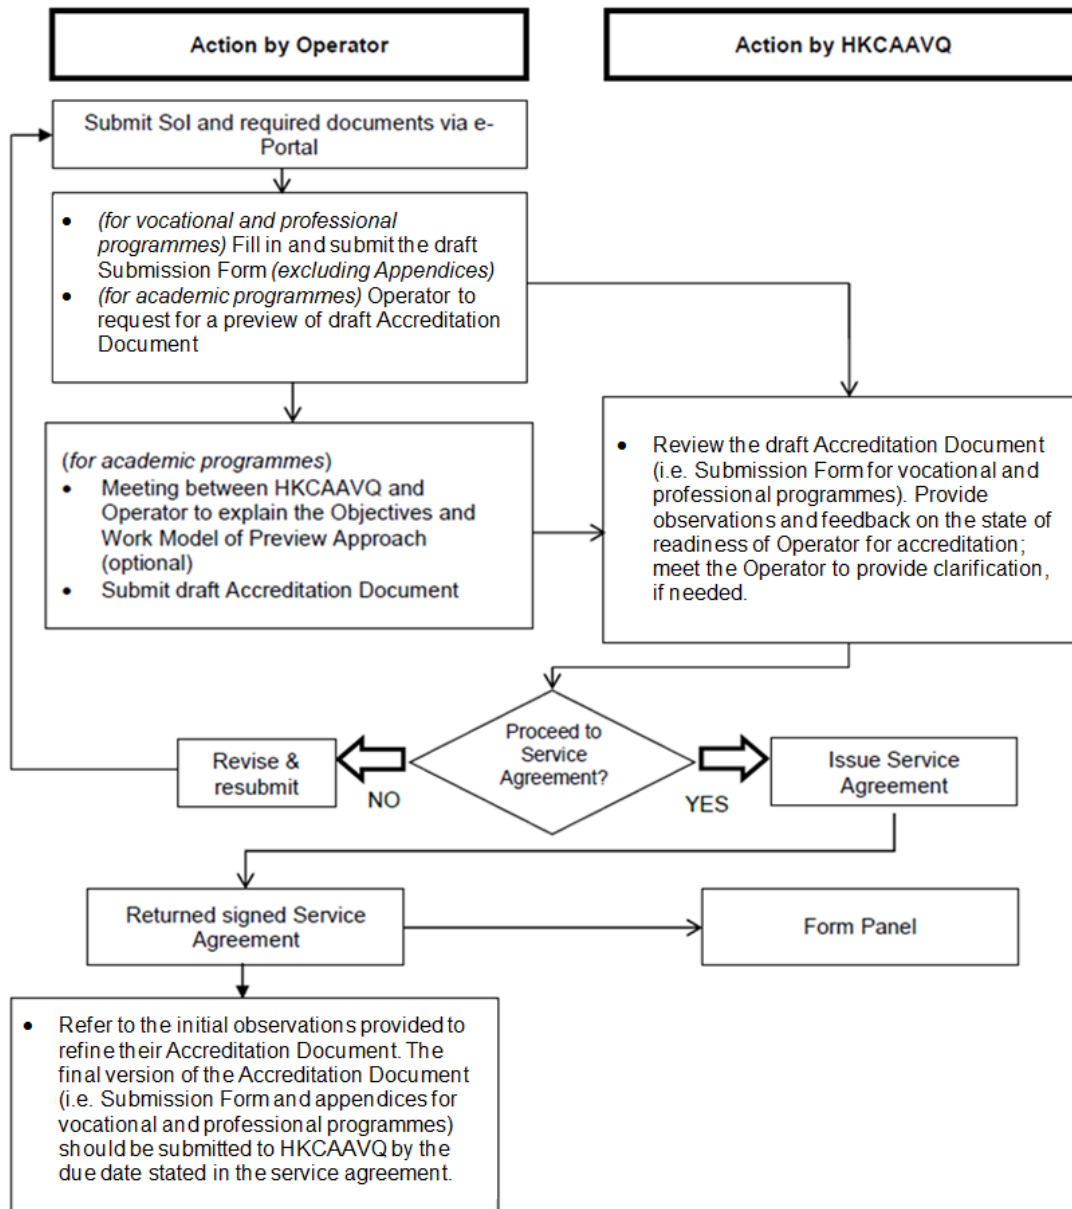 Action by Operator
Action by HKCAAVQ
Submit SoI and required documents via e-
Portal
• (for vocational and professional
programmes) Fill in and submit the draft
Submission Form (excluding Appendices)
• (for academic programmes) Operator to
request for a preview of draft Accreditation
Document
(for academic programmes)
• Meeting between HKCAAVQ and
Operator to explain the Objectives and
Work Model of Preview Approach
(optional)
• Submit draft Accreditation Document
• Review the draft Accreditation Document
(i.e. Submission Form for vocational and
professional programmes). Provide
observations and feedback on the state of
readiness of Operator for accreditation;
meet the Operator to provide clarification,
if needed.
Proceed to
Service
Agreement?
Revise &
resubmit
NO
YES
Issue Service
Agreement
Returned signed Service
Agreement
Form Panel
• Refer to the initial observations provided to
refine their Accreditation Document. The
final version of the Accreditation Document
(i.e. Submission Form and appendices for
vocational and professional programmes)
should be submitted to HKCAAVQ by the
due date stated in the service agreement.